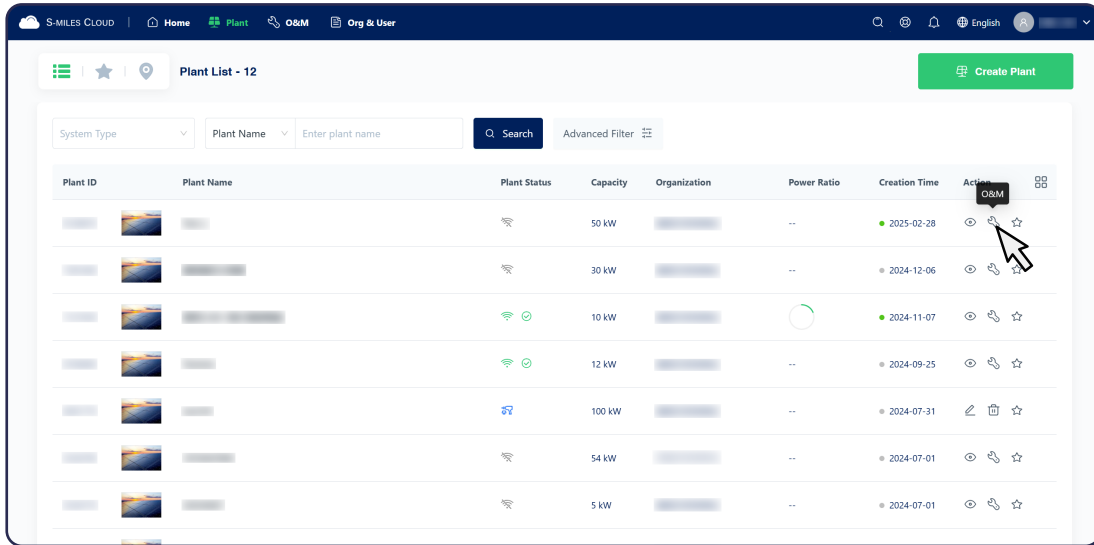 S-MILES CLOUD Home Plant O&M Org & User English A
Plant List - 12 Create Plant
System Type Plant Name Enter plant name Search Advanced Filter
Plant ID Plant Name Plant Status Capacity Organization Power Ratio Creation Time Action
O&M
50 kW -- 2025-02-28
30 kW -- 2024-12-06
10 kW 2024-11-07
12 kW -- 2024-09-25
100 kW -- 2024-07-31
54 kW -- 2024-07-01
5 kW -- 2024-07-01